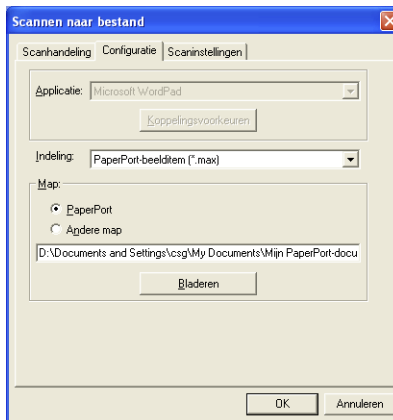 Scannen naar bestand
Scanhandeling Configuratie Scaninstellingen
Applicatie: Microsoft WordPad
Koppelingsvoorkeuren
Indeling: PaperPort-beelditem (*.max)
Map:
PaperPort
Andere map
D:\Documents and Settings\csg\My Documents\Mijn PaperPort-docu
Bladeren
OK Annuleren